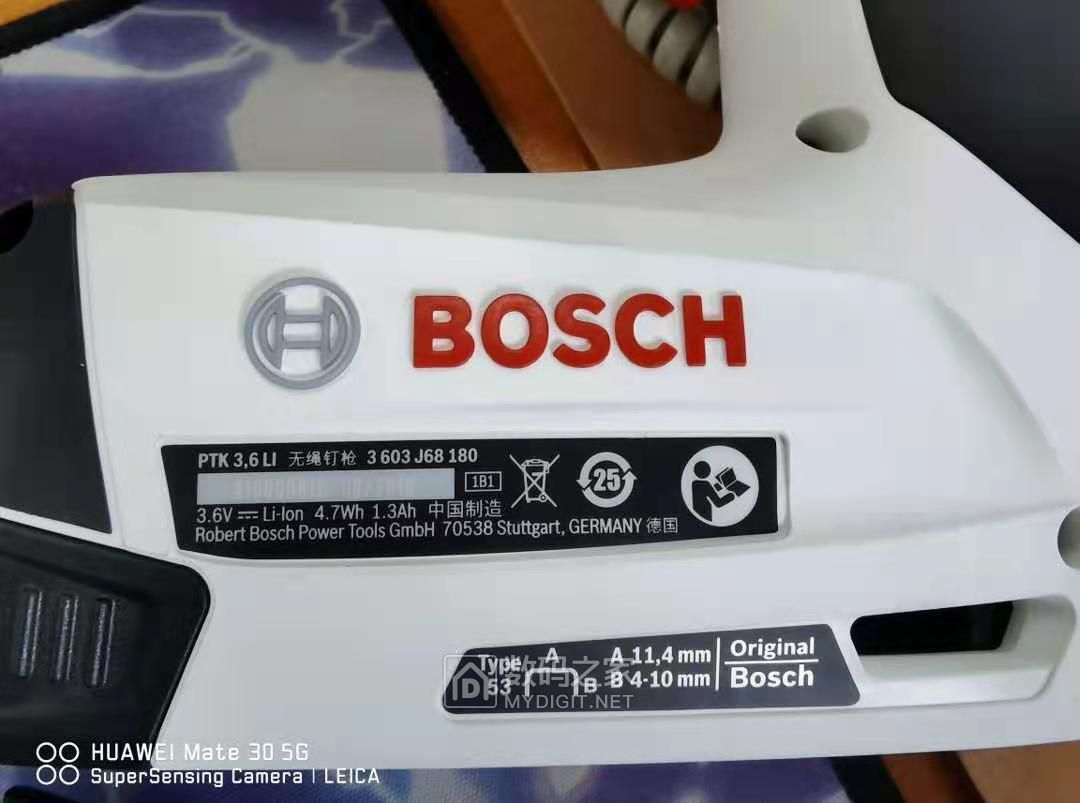 BOSCH
PTK 3,6 LI 无绳钉枪 3 603 J68 180
1B1
25
3.6V Li-Ion 4.7Wh 1.3Ah 中国制造
Robert Bosch Power Tools GmbH 70538 Stuttgart, GERMANY 德国
Type 53
A
B
A 11,4 mm
B 4-10 mm
Original
Bosch
数码之家
MYDIGIT.NET
HUAWEI Mate 30 5G
SuperSensing Camera | LEICA